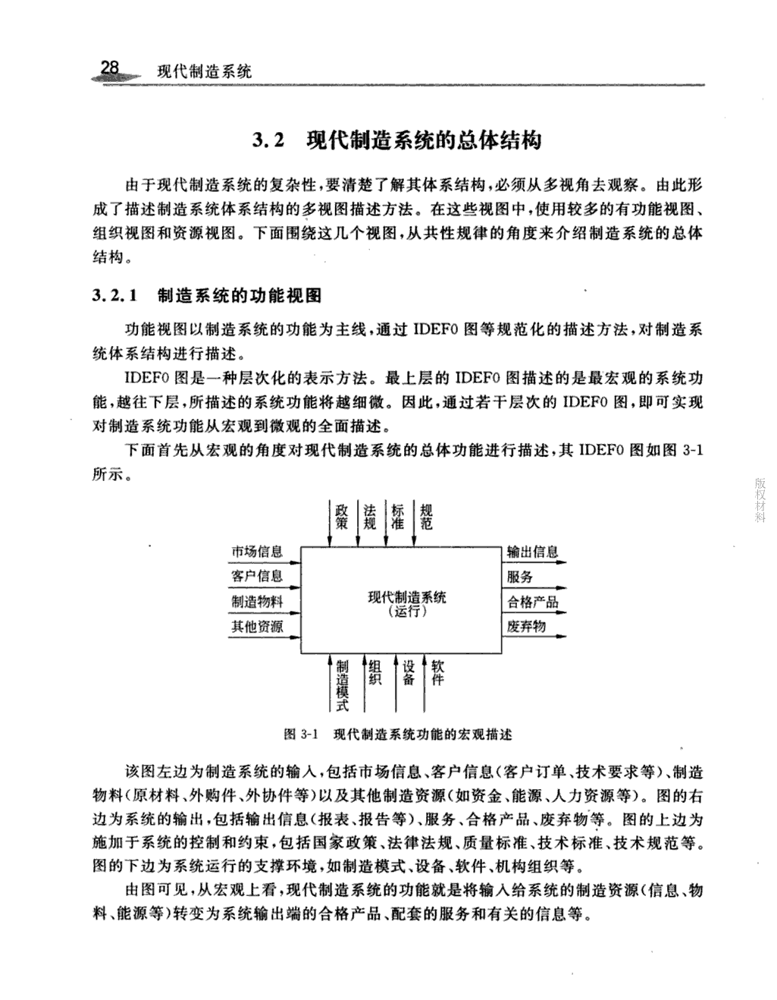 28 现代制造系统
3.2 现代制造系统的总体结构
由于现代制造系统的复杂性,要清楚了解其体系结构,必须从多视角去观察。由此形
成了描述制造系统体系结构的多视图描述方法。在这些视图中,使用较多的有功能视图、
组织视图和资源视图。下面围绕这几个视图,从共性规律的角度来介绍制造系统的总体
结构。
3.2.1 制造系统的功能视图
功能视图以制造系统的功能为主线,通过 IDEF0 图等规范化的描述方法,对制造系
统体系结构进行描述。
IDEF0 图是一种层次化的表示方法。最上层的 IDEF0 图描述的是最宏观的系统功
能,越往下层,所描述的系统功能将越细微。因此,通过若干层次的 IDEF0 图,即可实现
对制造系统功能从宏观到微观的全面描述。
下面首先从宏观的角度对现代制造系统的总体功能进行描述,其 IDEF0 图如图 3-1
所示。
政策
法规
标准
规范
市场信息
客户信息
制造物料
其他资源
现代制造系统
(运行)
输出信息
服务
合格产品
废弃物
制造模式
组织
设备
软件
图 3-1 现代制造系统功能的宏观描述
该图左边为制造系统的输入,包括市场信息、客户信息(客户订单、技术要求等)、制造
物料(原材料、外购件、外协件等)以及其他制造资源(如资金、能源、人力资源等)。图的右
边为系统的输出,包括输出信息(报表、报告等)、服务、合格产品、废弃物等。图的上边为
施加于系统的控制和约束,包括国家政策、法律法规、质量标准、技术标准、技术规范等。
图的下边为系统运行的支撑环境,如制造模式、设备、软件、机构组织等。
由图可见,从宏观上看,现代制造系统的功能就是将输入给系统的制造资源(信息、物
料、能源等)转变为系统输出端的合格产品、配套的服务和有关的信息等。
版权材料